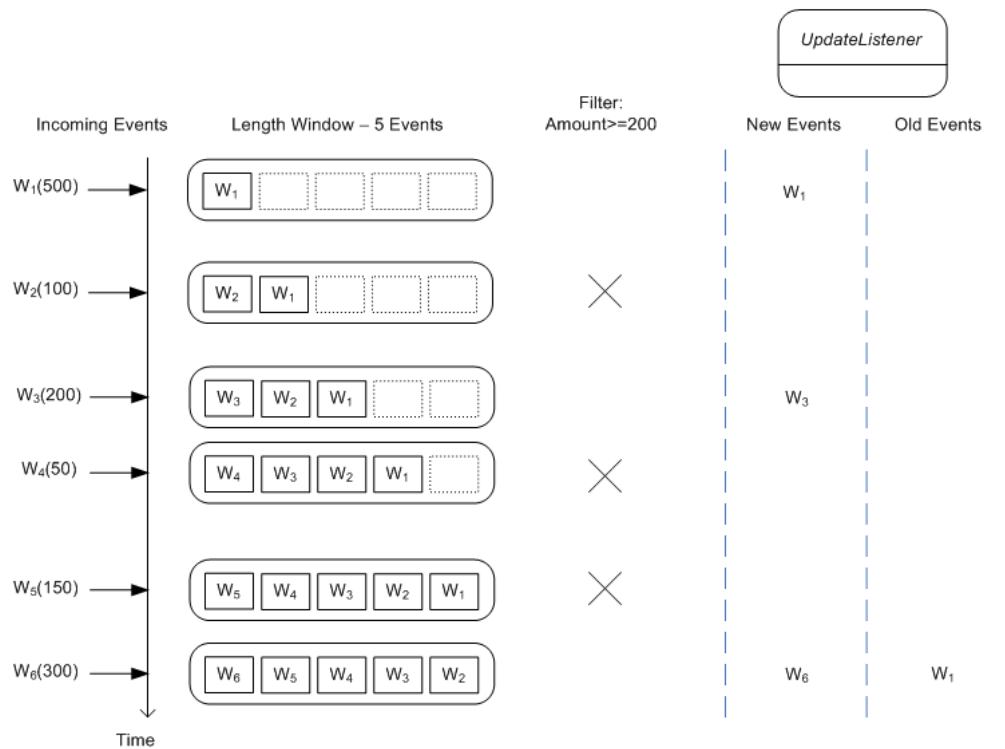 UpdateListener
Filter:
Incoming Events Length Window – 5 Events Amount>=200 New Events Old Events
W₁(500) W₁ W₁
W₂(100) W₂ W₁
W₃(200) W₃ W₂ W₁ W₃
W₄(50) W₄ W₃ W₂ W₁
W₅(150) W₅ W₄ W₃ W₂ W₁
W₆(300) W₆ W₅ W₄ W₃ W₂ W₆ W₁
Time